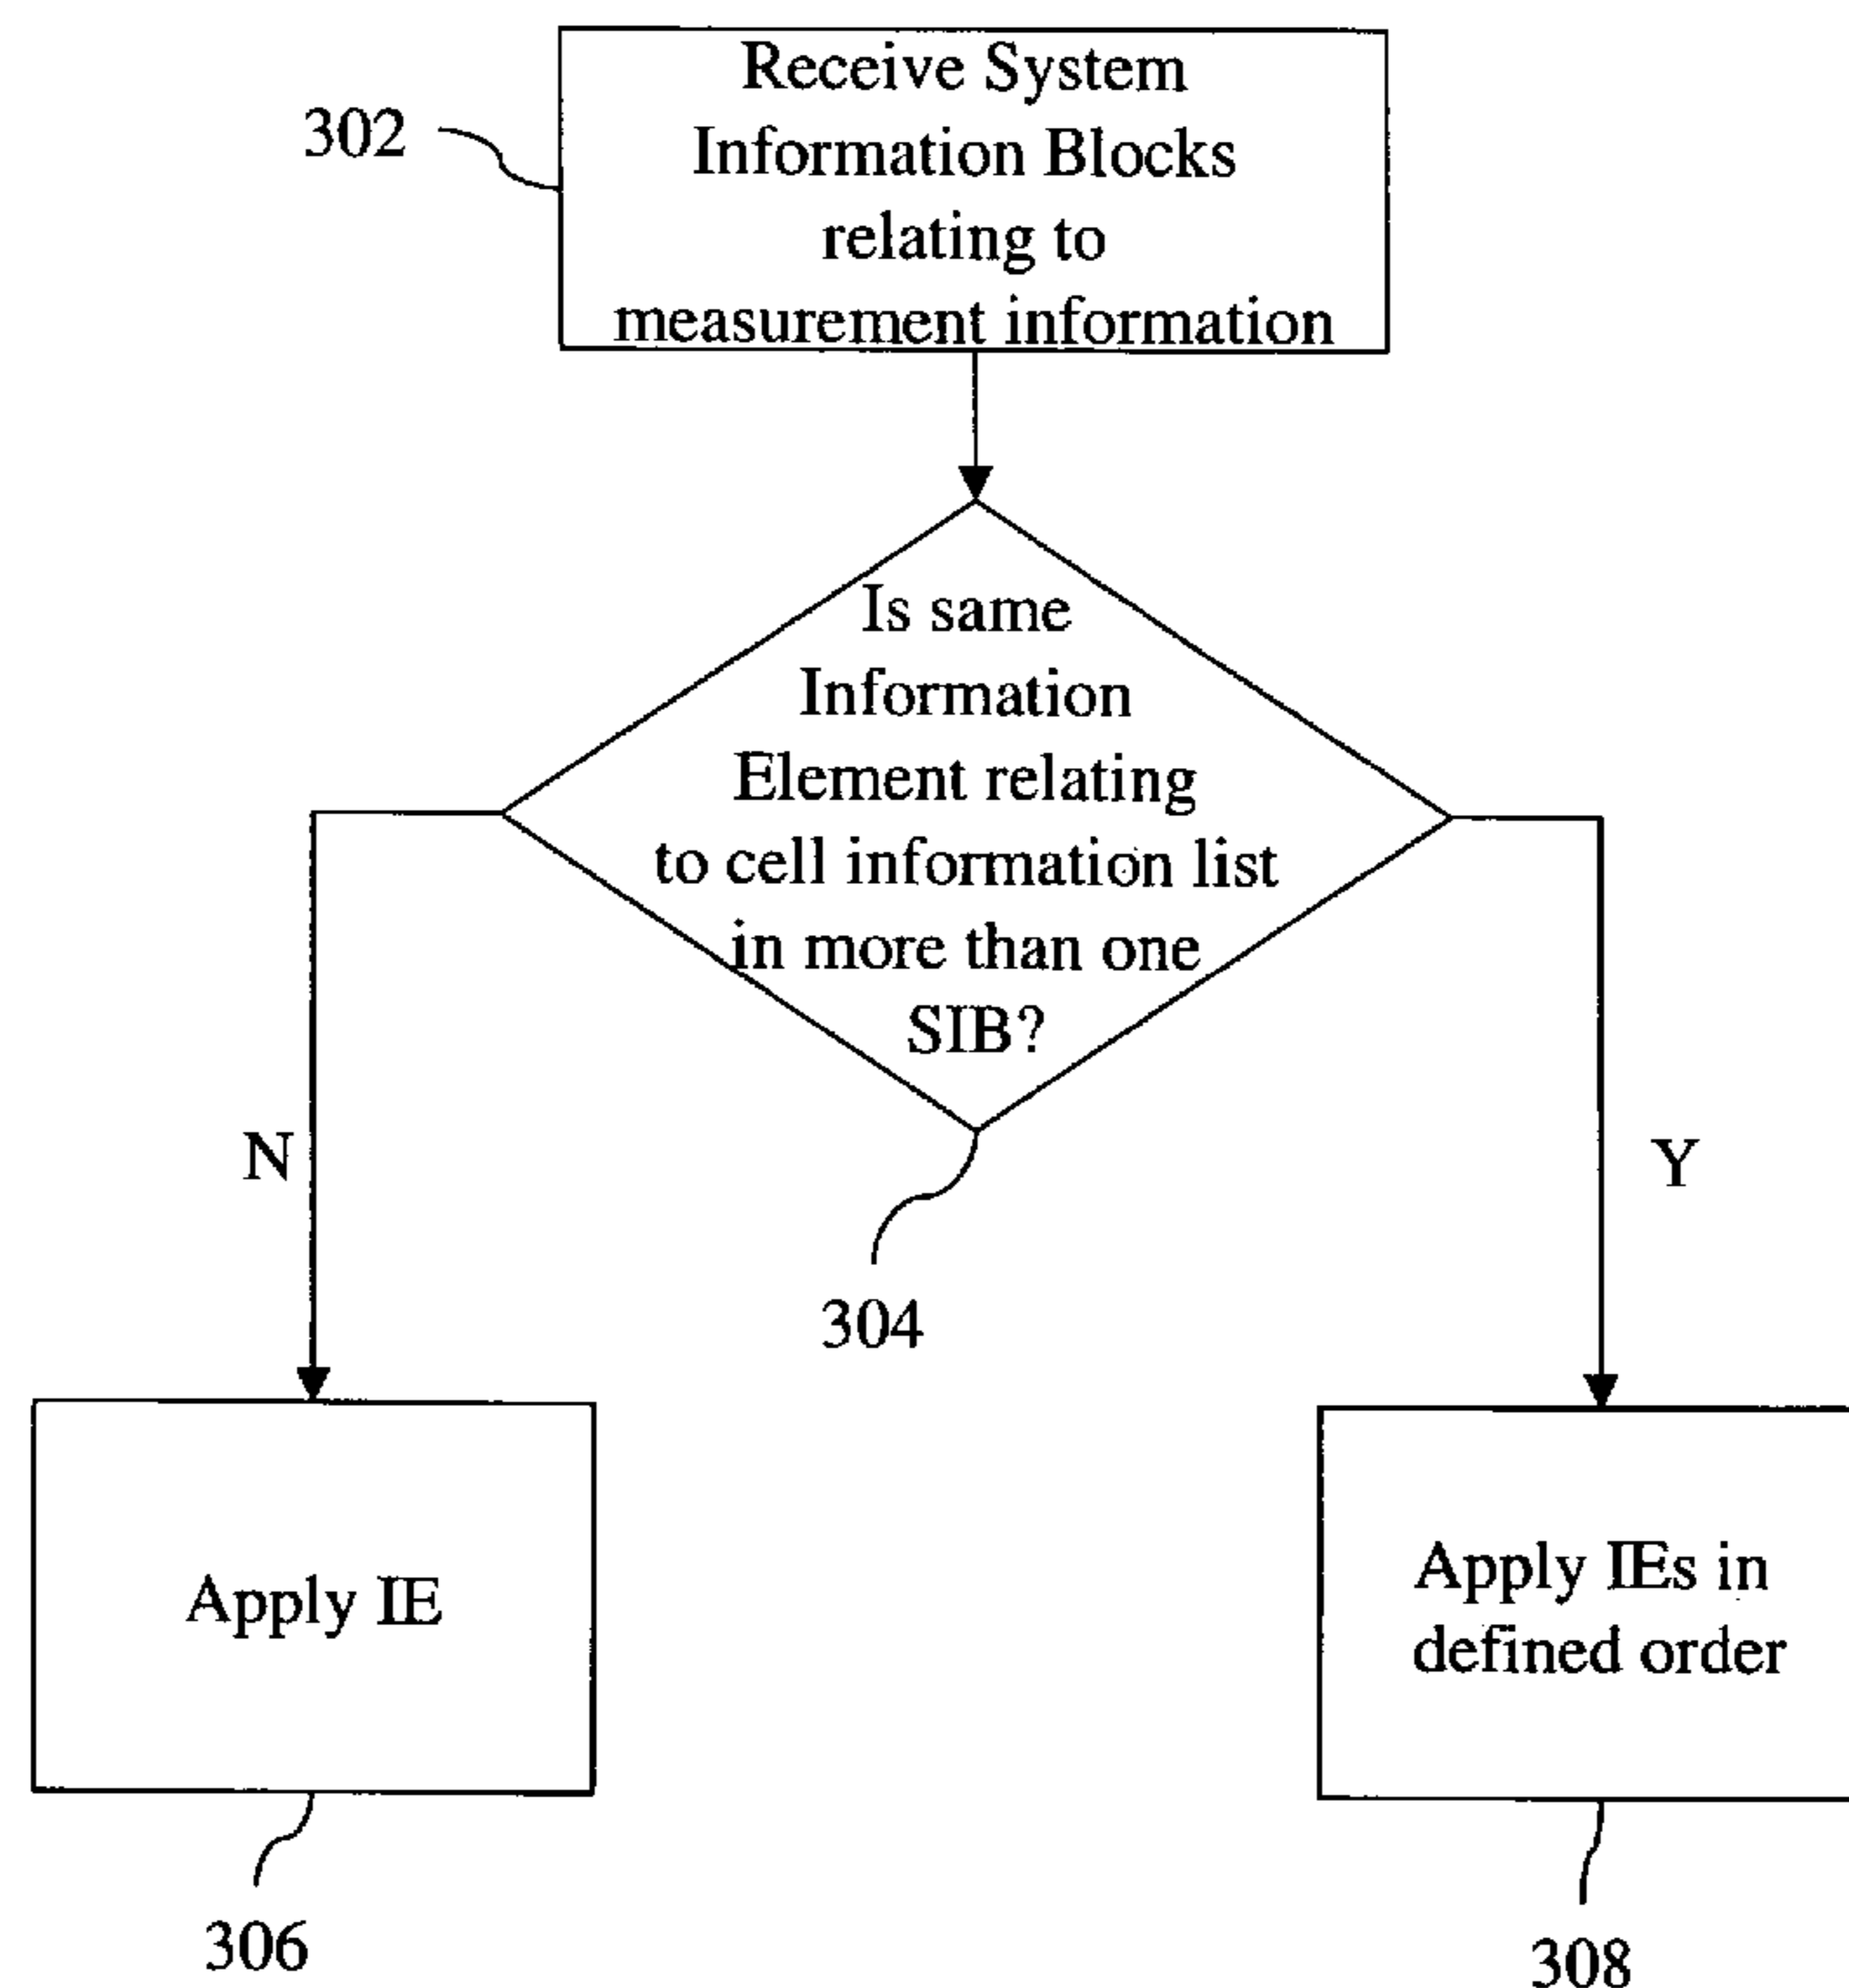 Receive System
Information Blocks
relating to
measurement information
302
Is same
Information
Element relating
to cell information list
in more than one
SIB?
N
Y
304
Apply IE
Apply IEs in
defined order
306
308